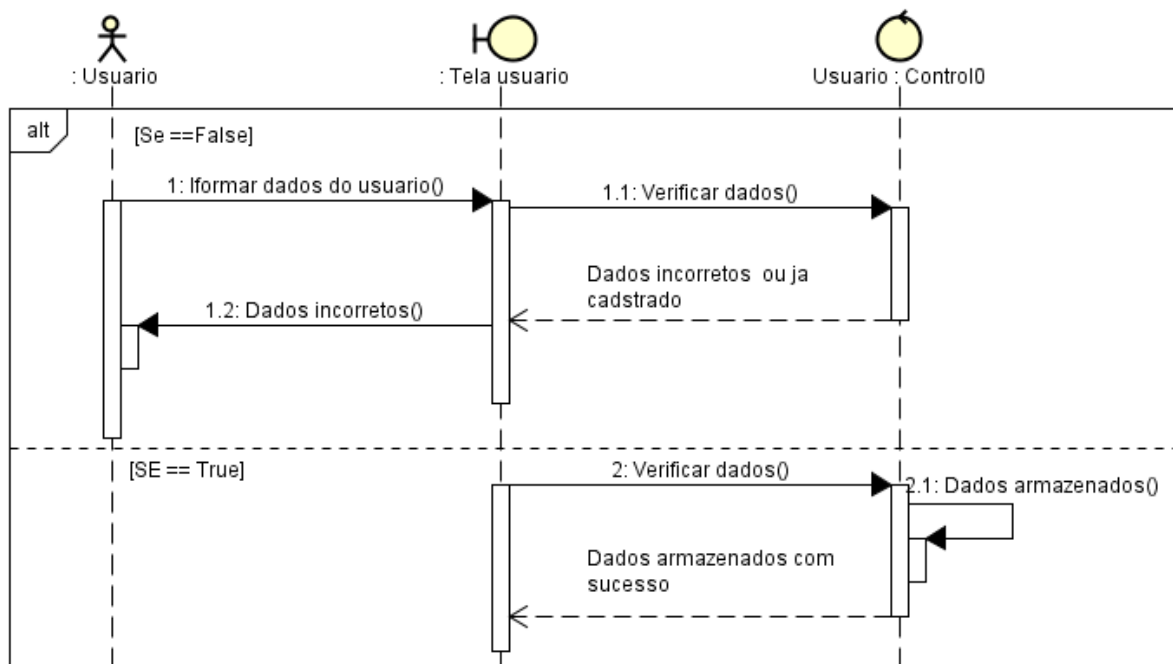 : Usuario
: Tela usuario
Usuario : Control0
alt
[Se ==False]
1: Iformar dados do usuario()
1.1: Verificar dados()
Dados incorretos ou ja
cadstrado
1.2: Dados incorretos()
[SE == True]
2: Verificar dados()
2.1: Dados armazenados()
Dados armazenados com
sucesso